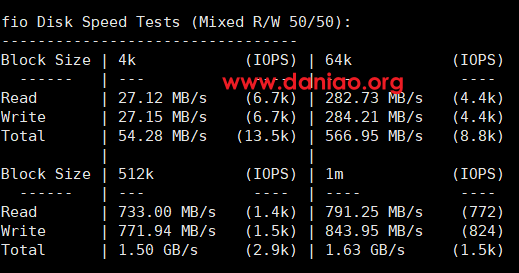 fio Disk Speed Tests (Mixed R/W 50/50):
---------------------------------
Block Size | 4k (IOPS) | 64k (IOPS)
------ | --- ---- | --- ----
www.daniao.org
Read | 27.12 MB/s (6.7k) | 282.73 MB/s (4.4k)
Write | 27.15 MB/s (6.7k) | 284.21 MB/s (4.4k)
Total | 54.28 MB/s (13.5k) | 566.95 MB/s (8.8k)
| |
Block Size | 512k (IOPS) | 1m (IOPS)
------ | --- ---- | --- ----
Read | 733.00 MB/s (1.4k) | 791.25 MB/s (772)
Write | 771.94 MB/s (1.5k) | 843.95 MB/s (824)
Total | 1.50 GB/s (2.9k) | 1.63 GB/s (1.5k)